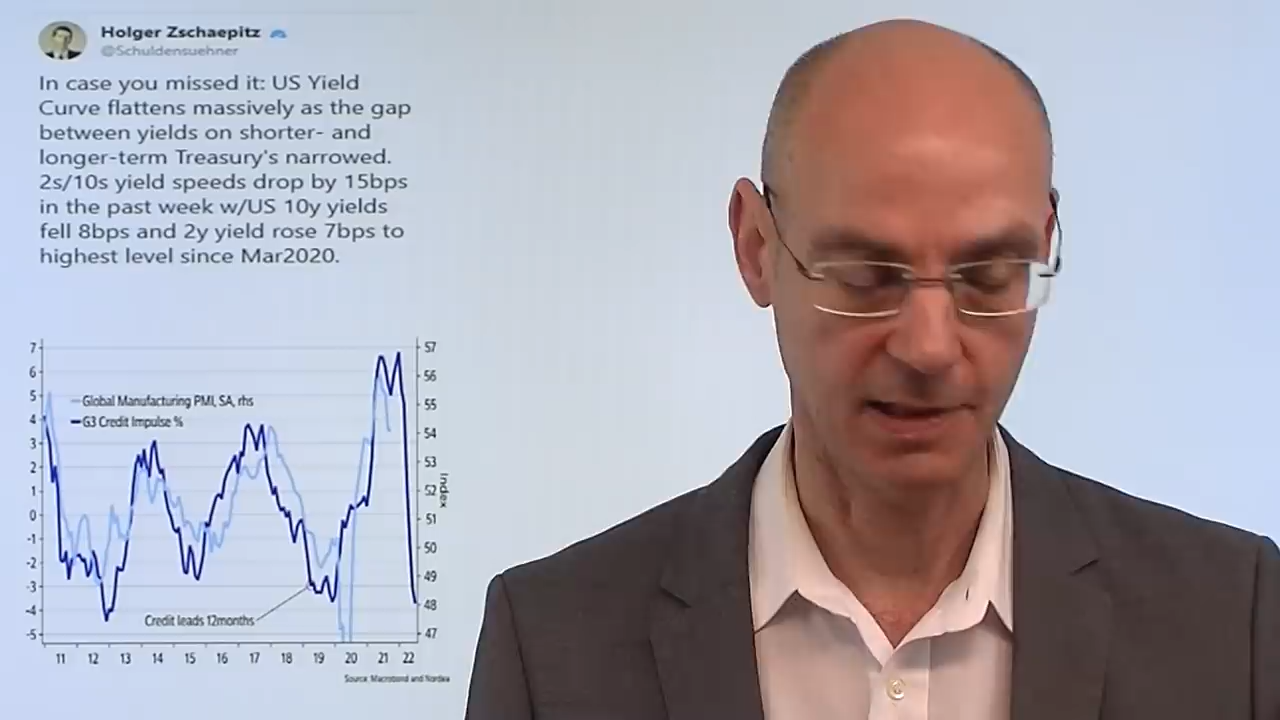 Holger Zschaepitz
@Schuldensuehner
In case you missed it: US Yield
Curve flattens massively as the gap
between yields on shorter- and
longer-term Treasury's narrowed.
2s/10s yield speeds drop by 15bps
in the past week w/US 10y yields
fell 8bps and 2y yield rose 7bps to
highest level since Mar2020.
7
6
5
4
3
2
1
0
-1
-2
-3
-4
-5
Global Manufacturing PMI, SA, rhs
G3 Credit Impulse %
Credit leads 12months
57
56
55
54
53
52
51
50
49
48
47
Index
11 12 13 14 15 16 17 18 19 20 21 22
Source: Macrobond and Nordea